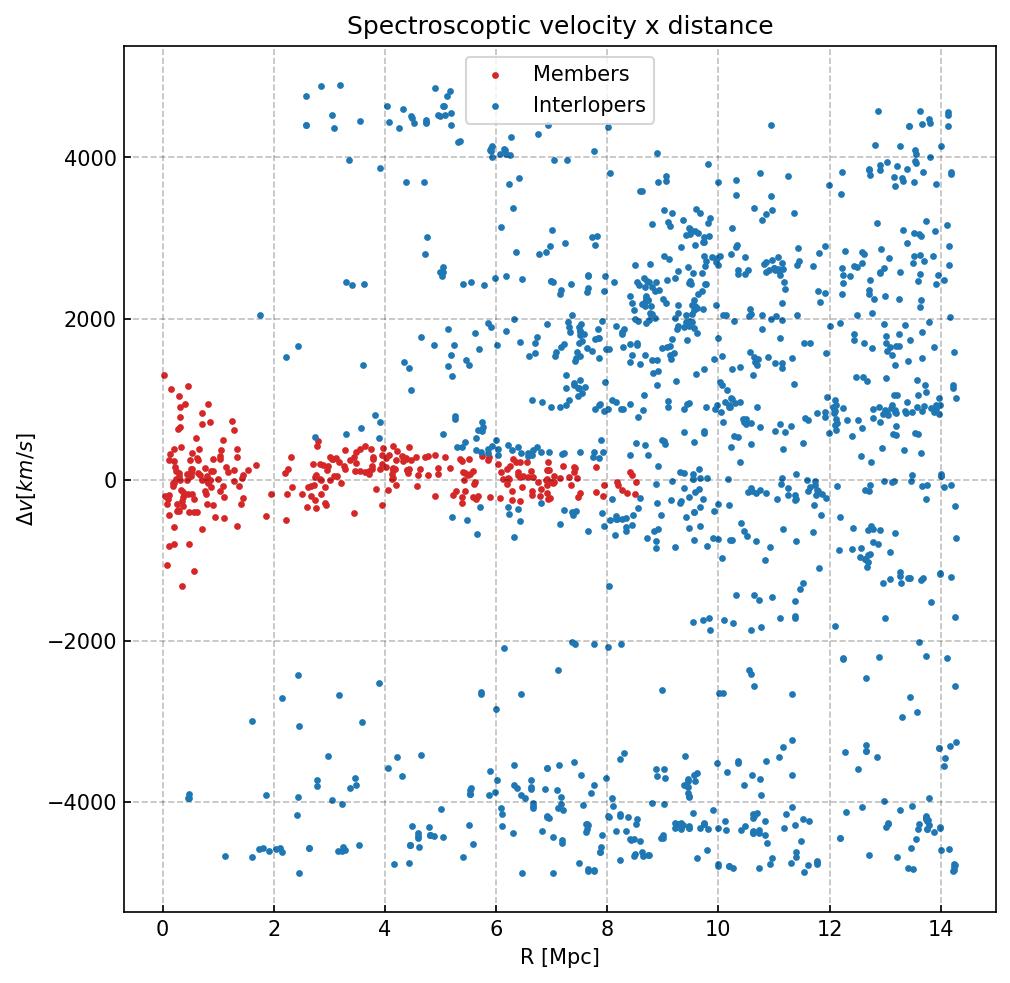 Spectroscoptic velocity x distance
Members
Interlopers
4000
2000
0
−2000
−4000
Δv[km/s]
0 2 4 6 8 10 12 14
R [Mpc]